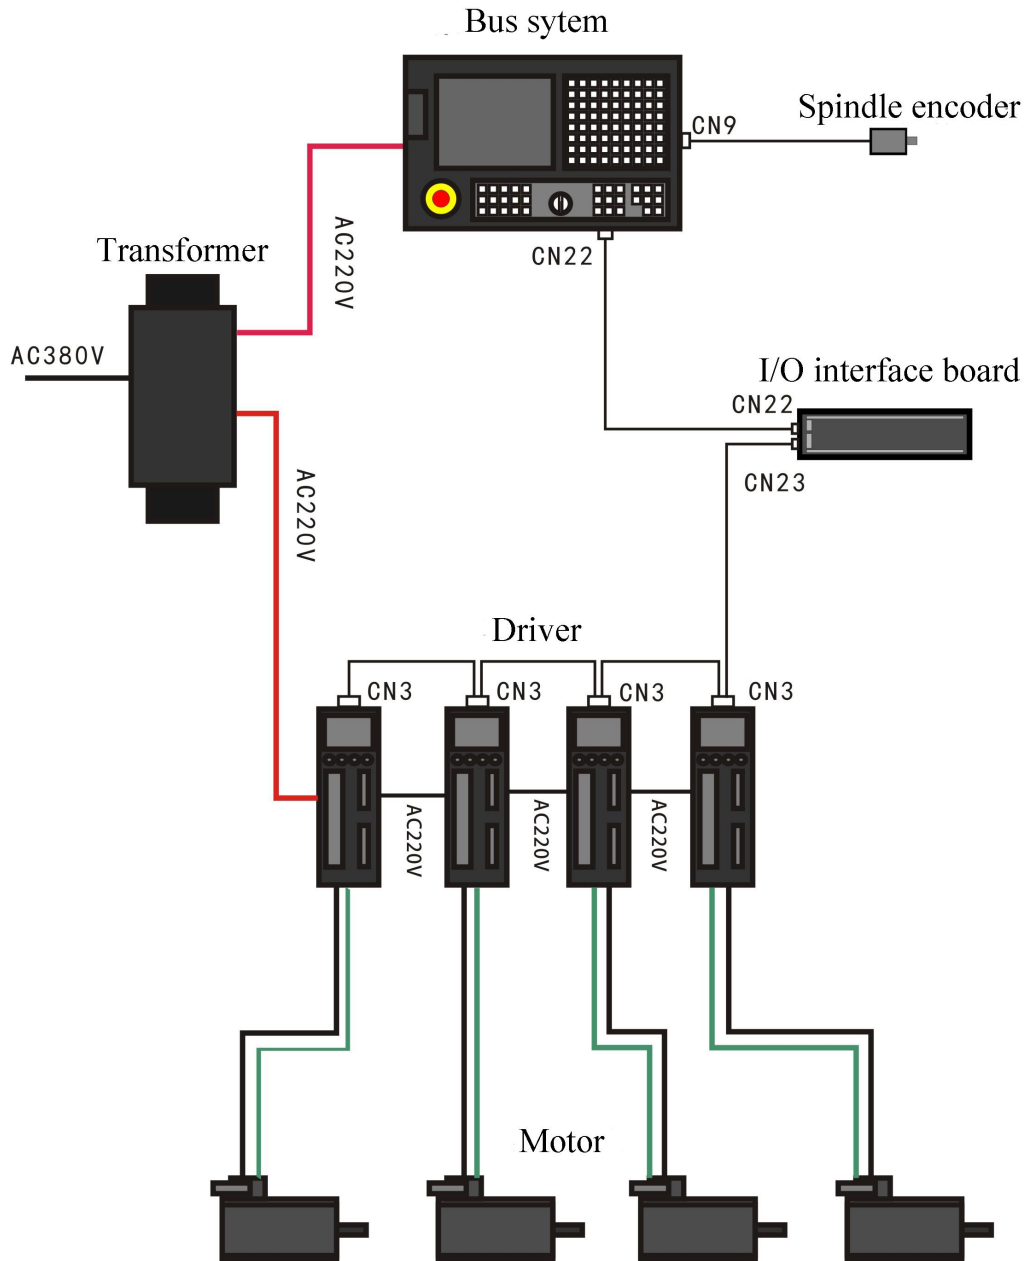 Bus sytem
CN9
Spindle encoder
AC220V
CN22
Transformer
AC380V
I/O interface board
CN22
CN23
AC220V
Driver
CN3
CN3
CN3
CN3
AC220V
AC220V
AC220V
Motor